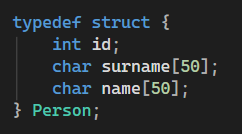 typedef struct {
    int id;
    char surname[50];
    char name[50];
} Person;